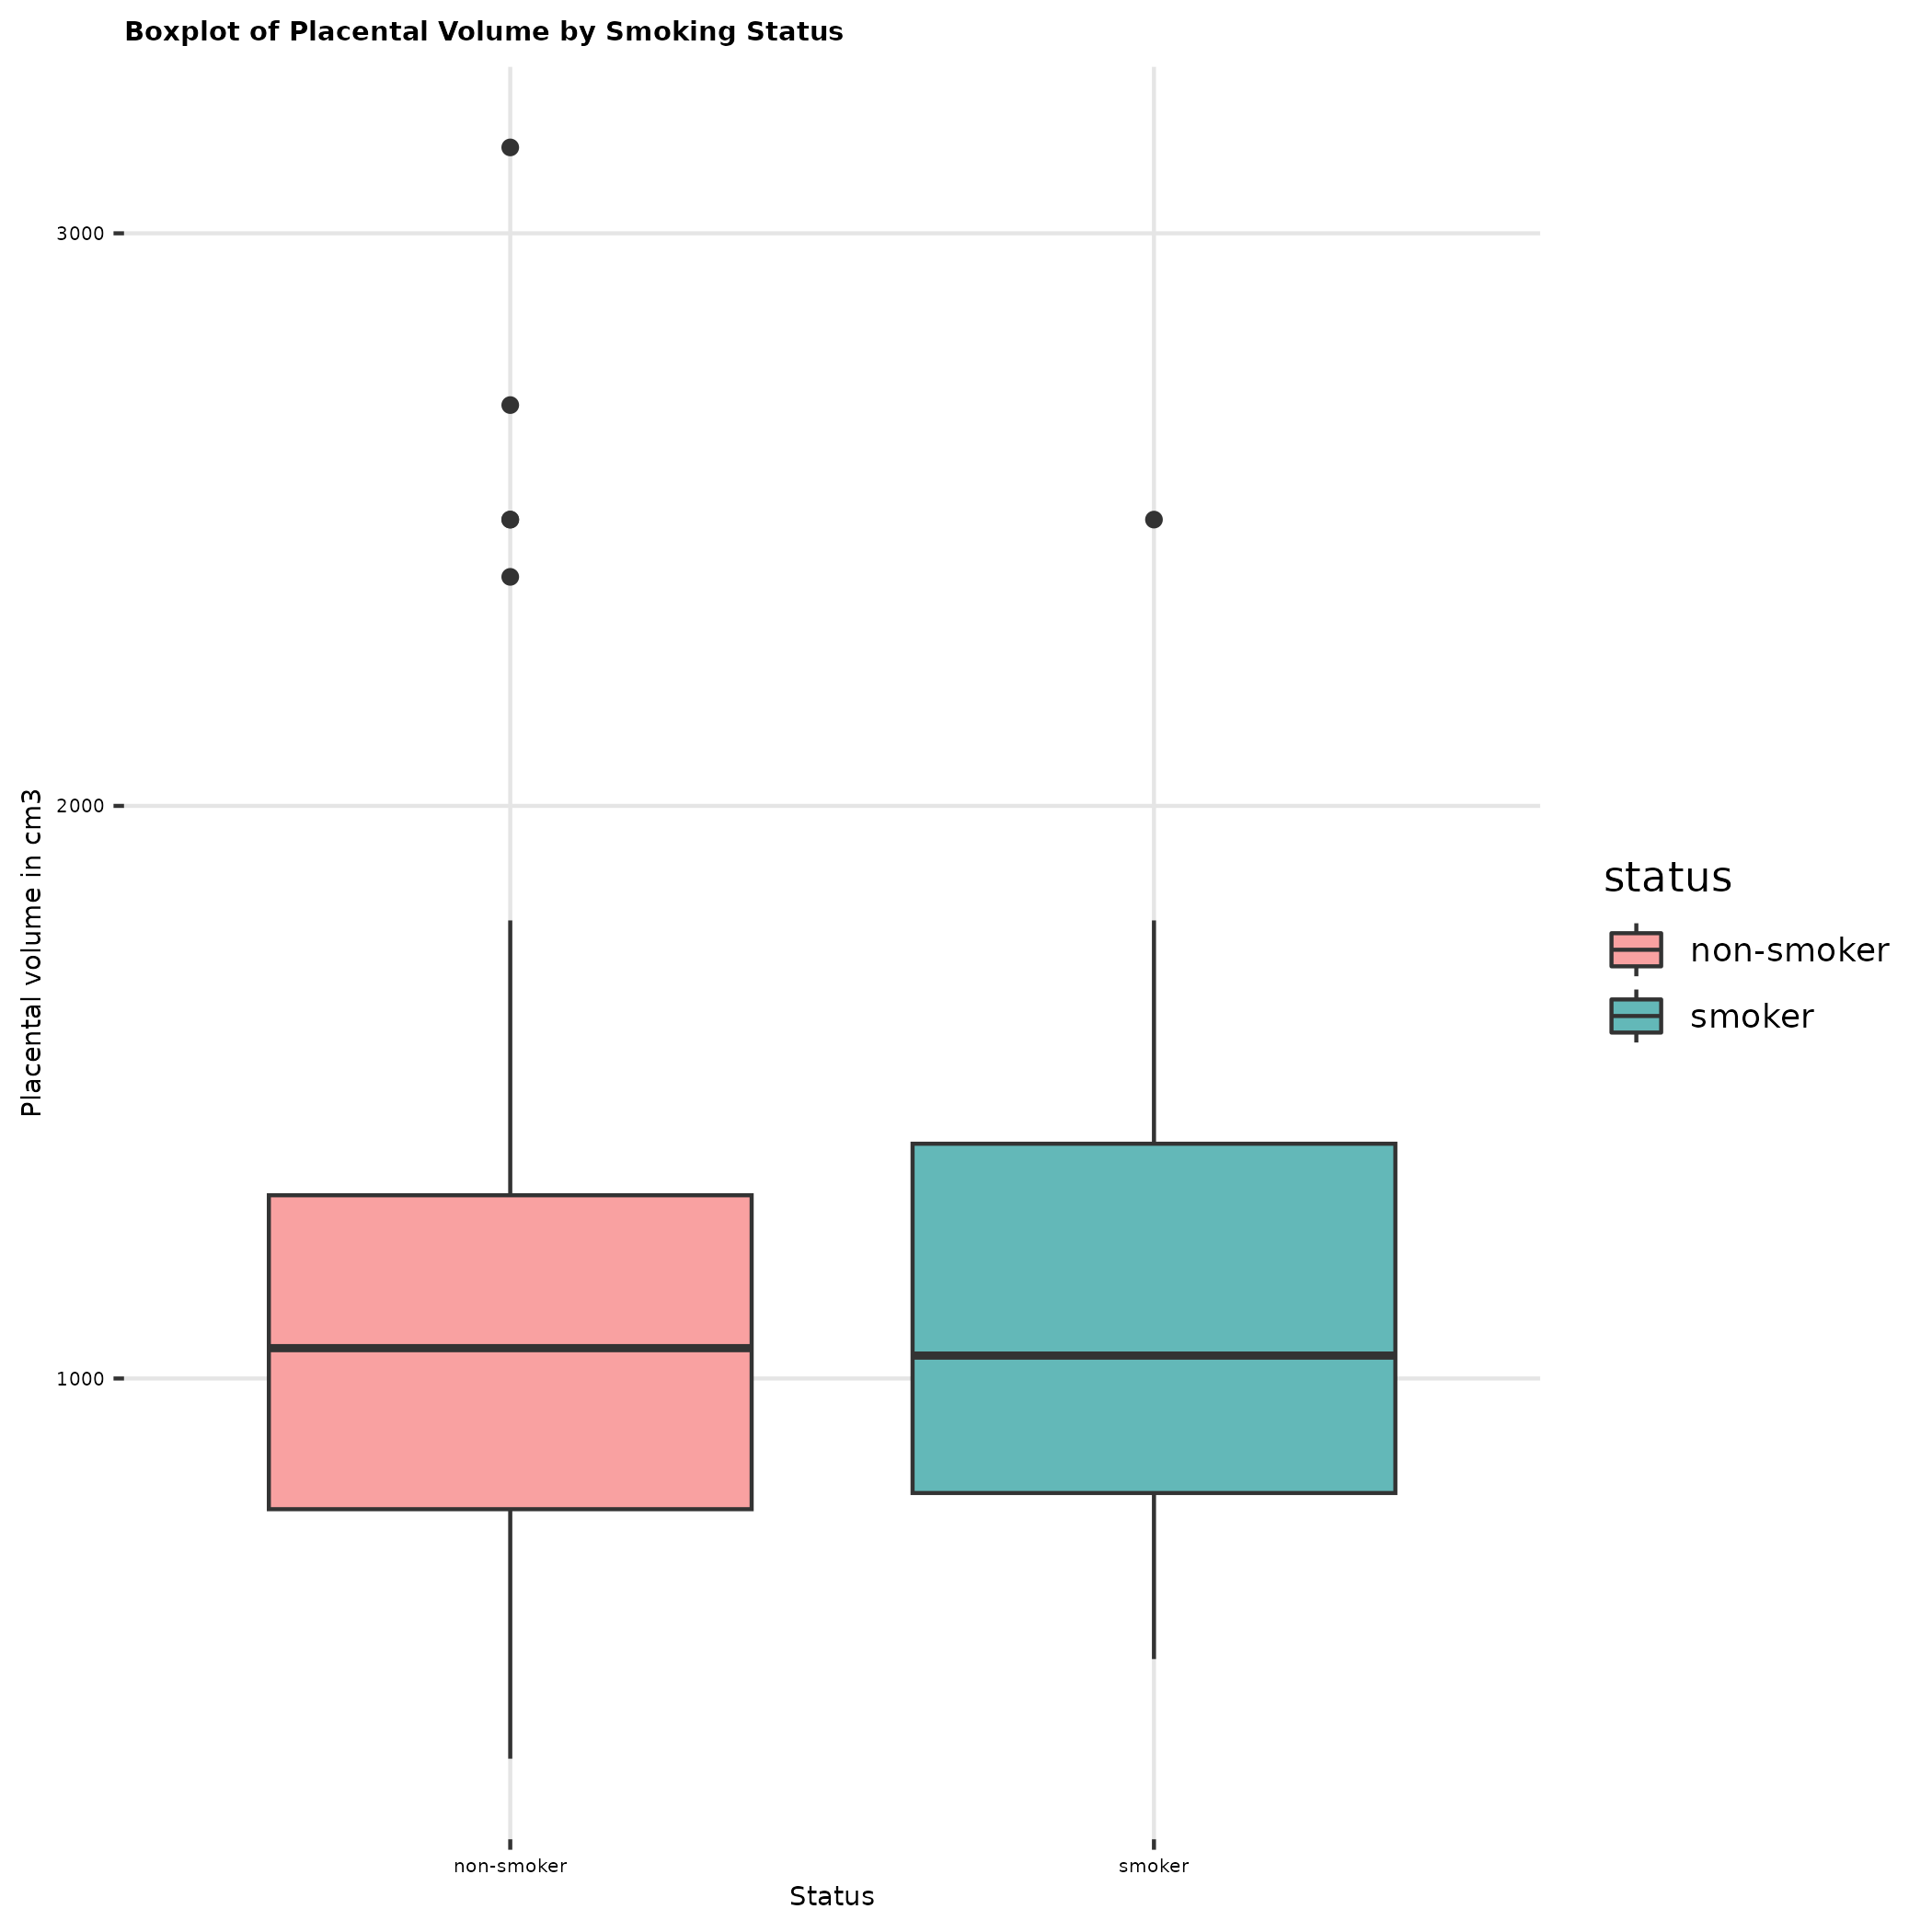 Boxplot of Placental Volume by Smoking Status
Placental volume in cm3
3000
2000
1000
non-smoker
smoker
Status
status
non-smoker
smoker